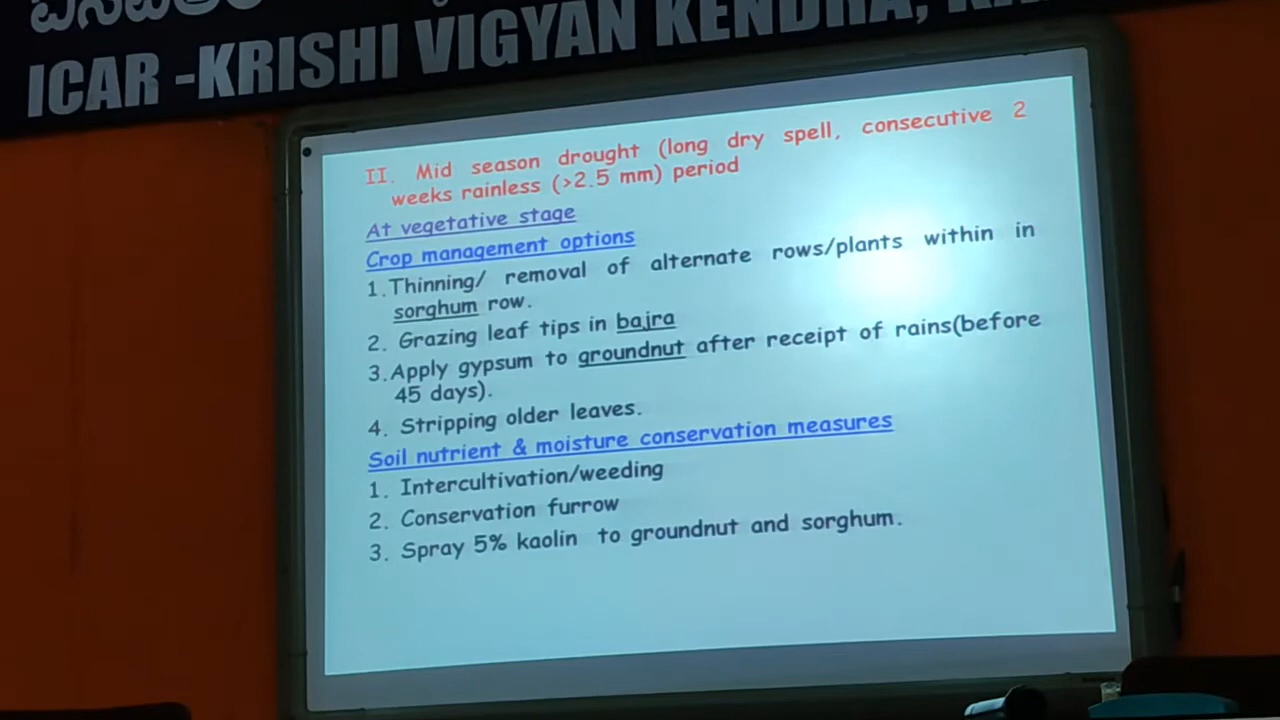 ICAR -KRISHI VIGYAN KENDRA,
II. Mid season drought (long dry spell, consecutive 2
weeks rainless (>2.5 mm) period
At vegetative stage
Crop management options
1.Thinning/ removal of alternate rows/plants within in
sorghum row.
2. Grazing leaf tips in bajra
3.Apply gypsum to groundnut after receipt of rains(before
45 days).
4. Stripping older leaves.
Soil nutrient & moisture conservation measures
1. Intercultivation/weeding
2. Conservation furrow
3. Spray 5% kaolin to groundnut and sorghum.